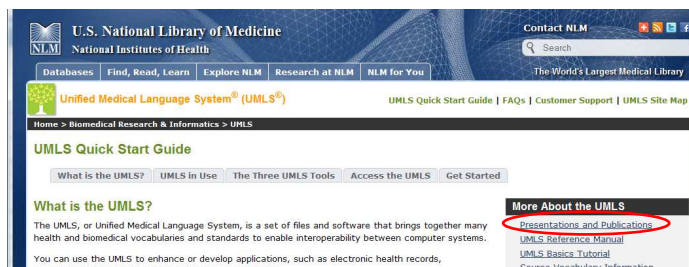 U.S. National Library of Medicine
NLM National Institutes of Health
Contact NLM
Search
Databases Find, Read, Learn Explore NLM Research at NLM NLM for You
The World's Largest Medical Library
Unified Medical Language System® (UMLS®)
UMLS Quick Start Guide | FAQs | Customer Support | UMLS Site Map
Home > Biomedical Research & Informatics > UMLS
UMLS Quick Start Guide
What is the UMLS? UMLS in Use The Three UMLS Tools Access the UMLS Get Started
What is the UMLS?
The UMLS, or Unified Medical Language System, is a set of files and software that brings together many
health and biomedical vocabularies and standards to enable interoperability between computer systems.
You can use the UMLS to enhance or develop applications, such as electronic health records,
More About the UMLS
Presentations and Publications
UMLS Reference Manual
UMLS Basics Tutorial
Source Vocabulary Information